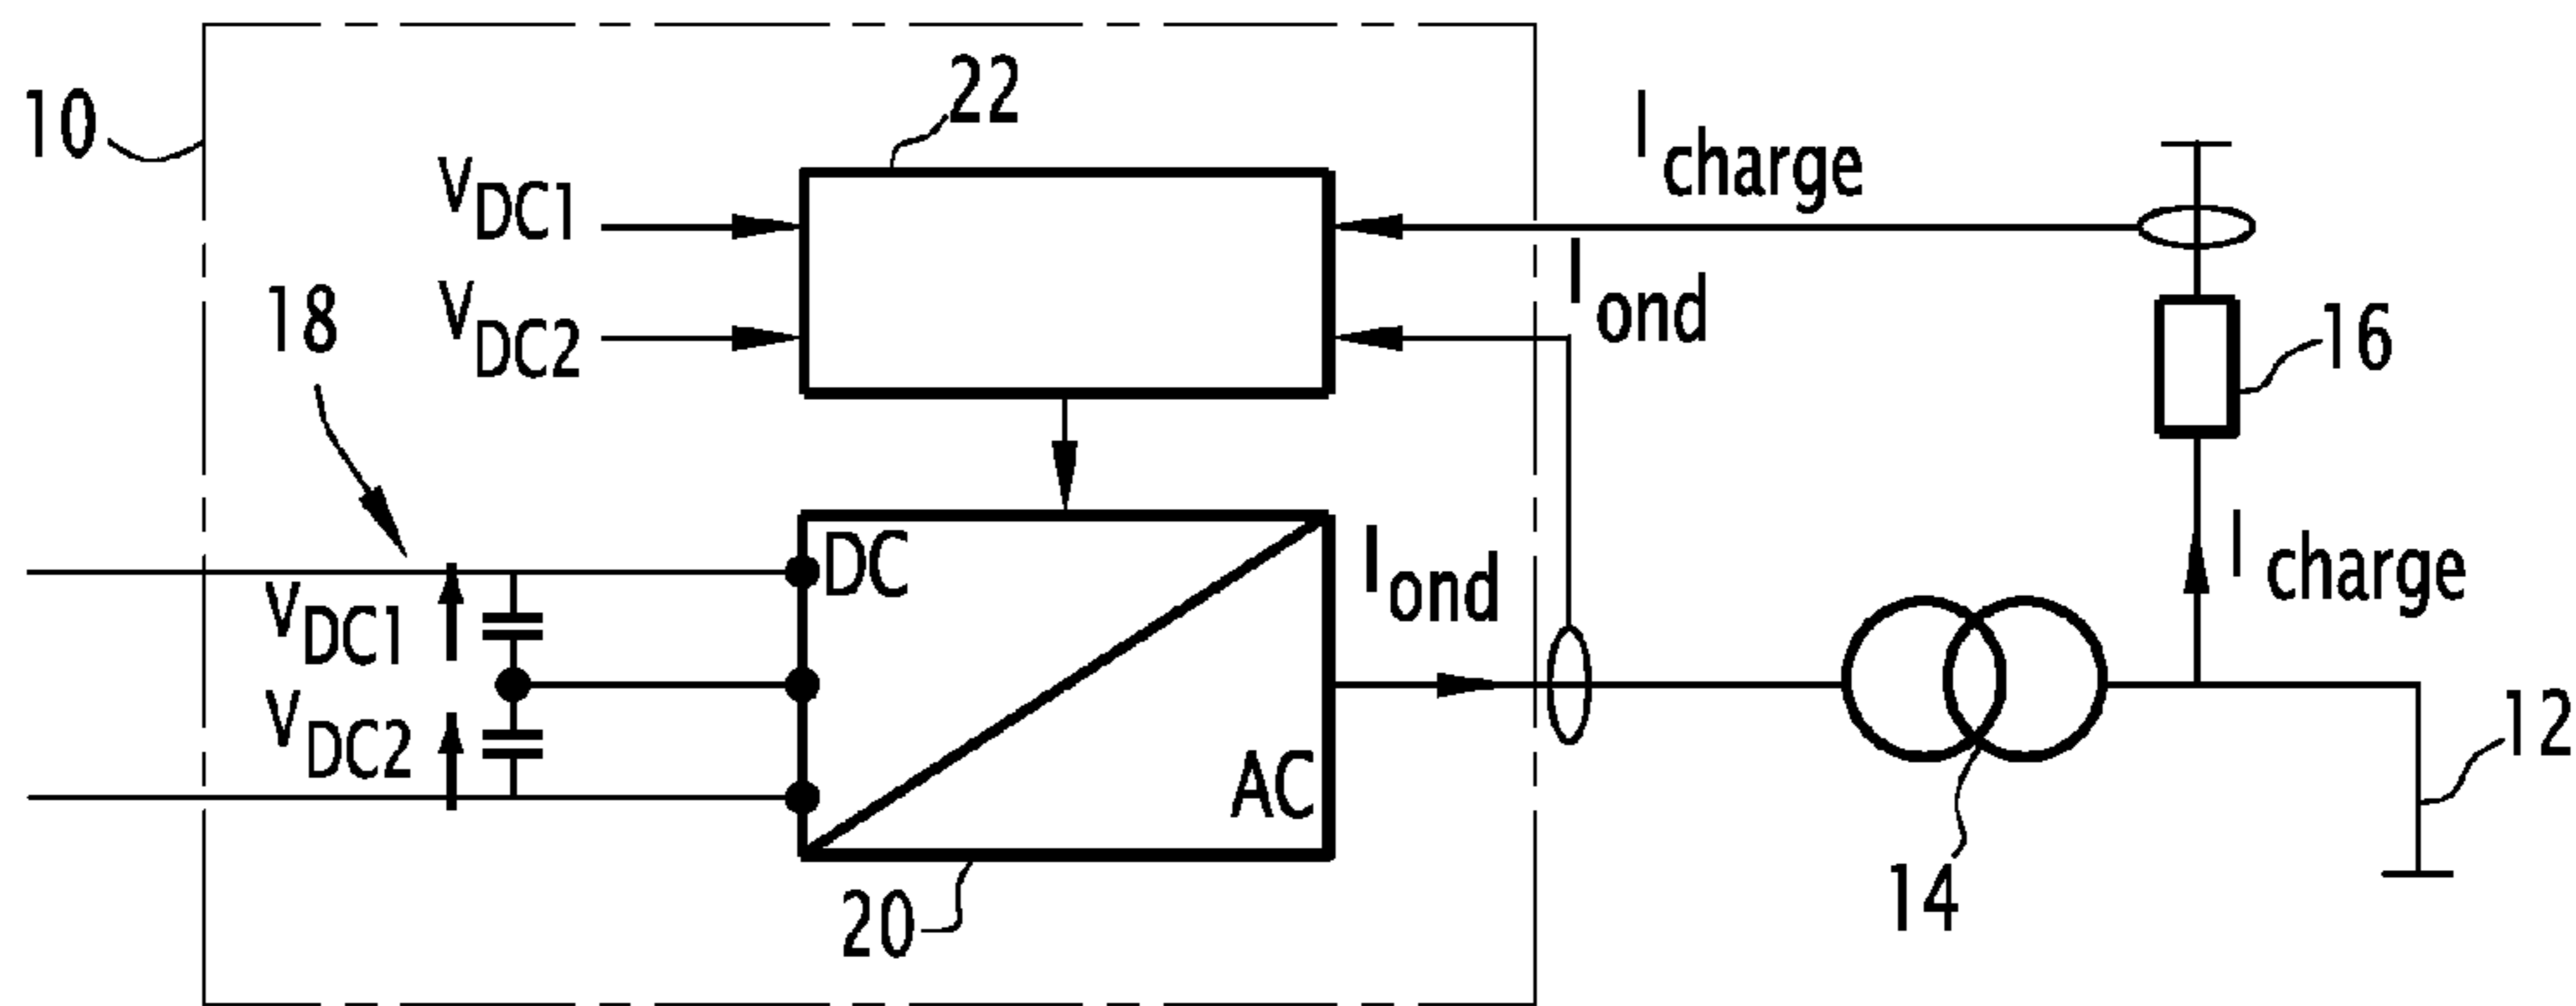 10
22
I charge
V DC1
I ond
V DC2
18
16
DC
I ond
I charge
V DC1
V DC2
12
AC
14
20